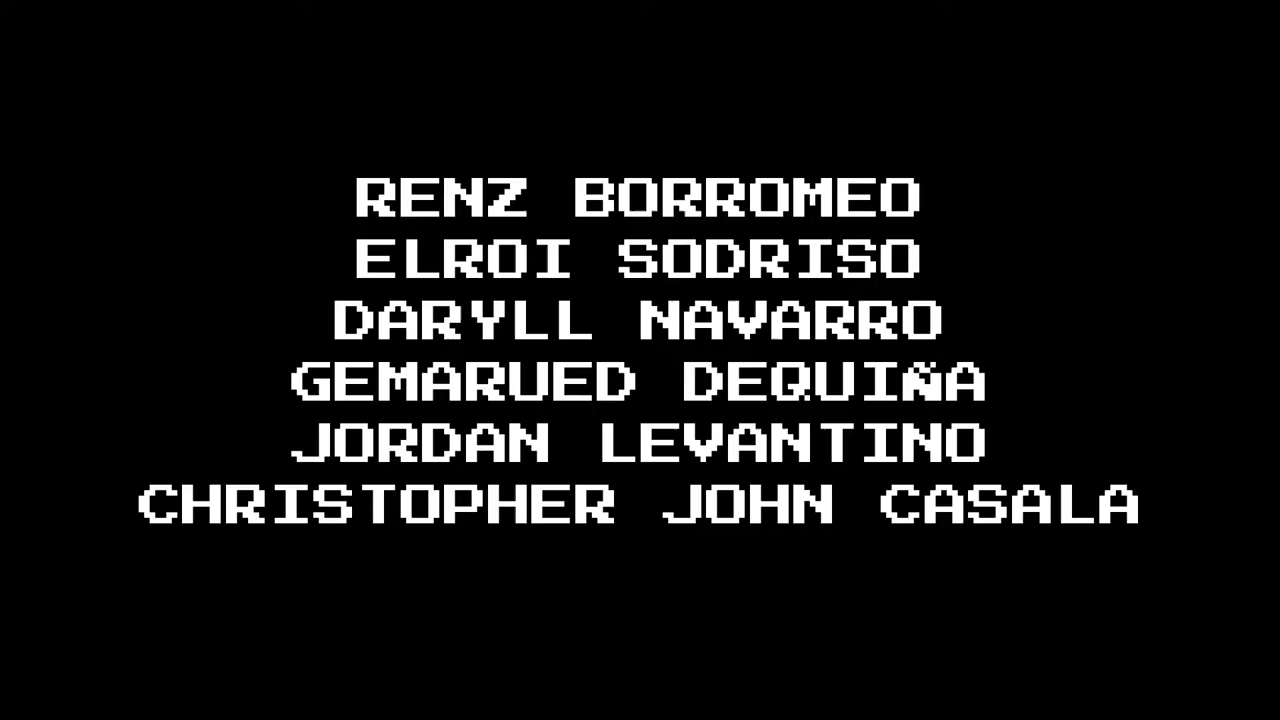 RENZ BORROMEO
ELROI SODRISO
DARYLL NAVARRO
GEMARUED DEQUIÑA
JORDAN LEVANTINO
CHRISTOPHER JOHN CASALA